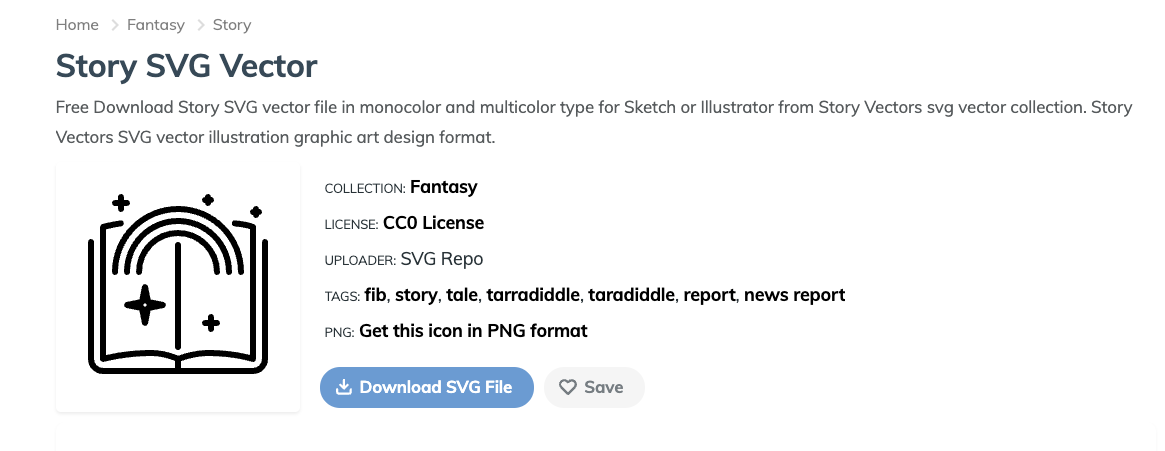 Home > Fantasy > Story
Story SVG Vector
Free Download Story SVG vector file in monocolor and multicolor type for Sketch or Illustrator from Story Vectors svg vector collection. Story
Vectors SVG vector illustration graphic art design format.
COLLECTION: Fantasy
LICENSE: CC0 License
UPLOADER: SVG Repo
TAGS: fib, story, tale, tarradiddle, taradiddle, report, news report
PNG: Get this icon in PNG format
Download SVG File Save